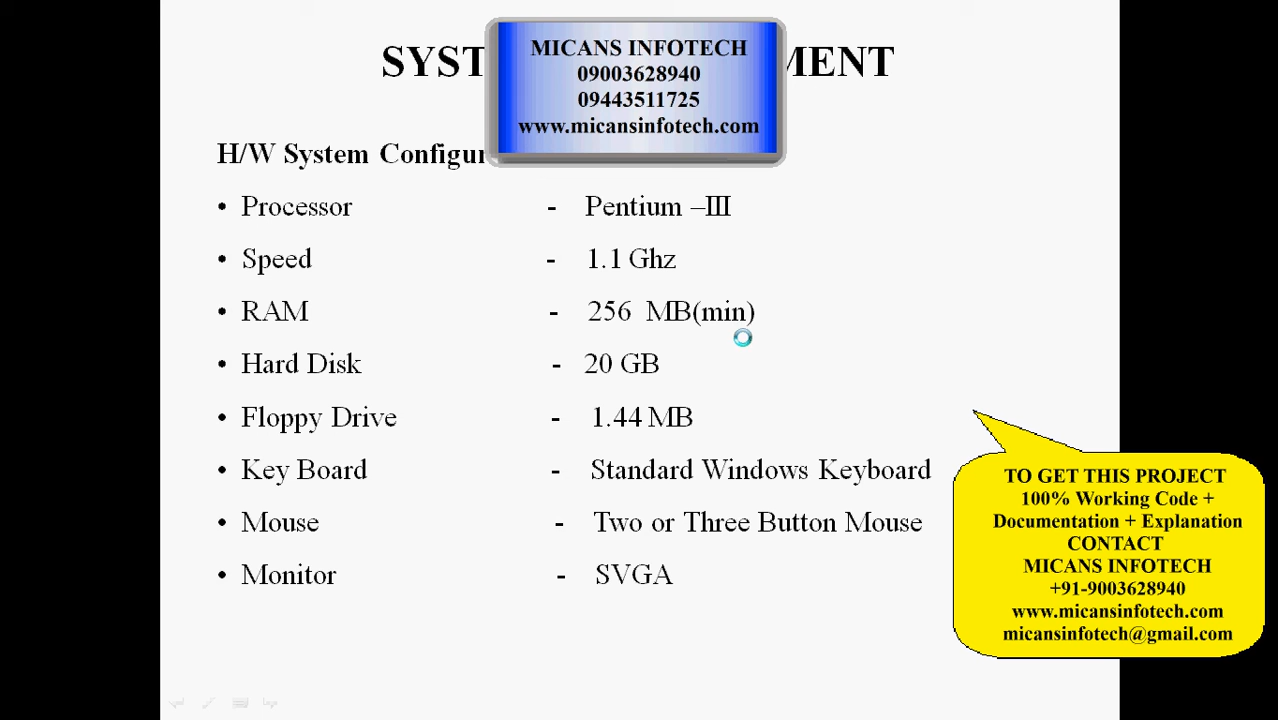 SYST MENT
MICANS INFOTECH
09003628940
09443511725
www.micansinfotech.com
H/W System Configur
• Processor - Pentium –III
• Speed - 1.1 Ghz
• RAM - 256 MB(min)
• Hard Disk - 20 GB
• Floppy Drive - 1.44 MB
• Key Board - Standard Windows Keyboard
• Mouse - Two or Three Button Mouse
• Monitor - SVGA
TO GET THIS PROJECT
100% Working Code +
Documentation + Explanation
CONTACT
MICANS INFOTECH
+91-9003628940
www.micansinfotech.com
micansinfotech@gmail.com